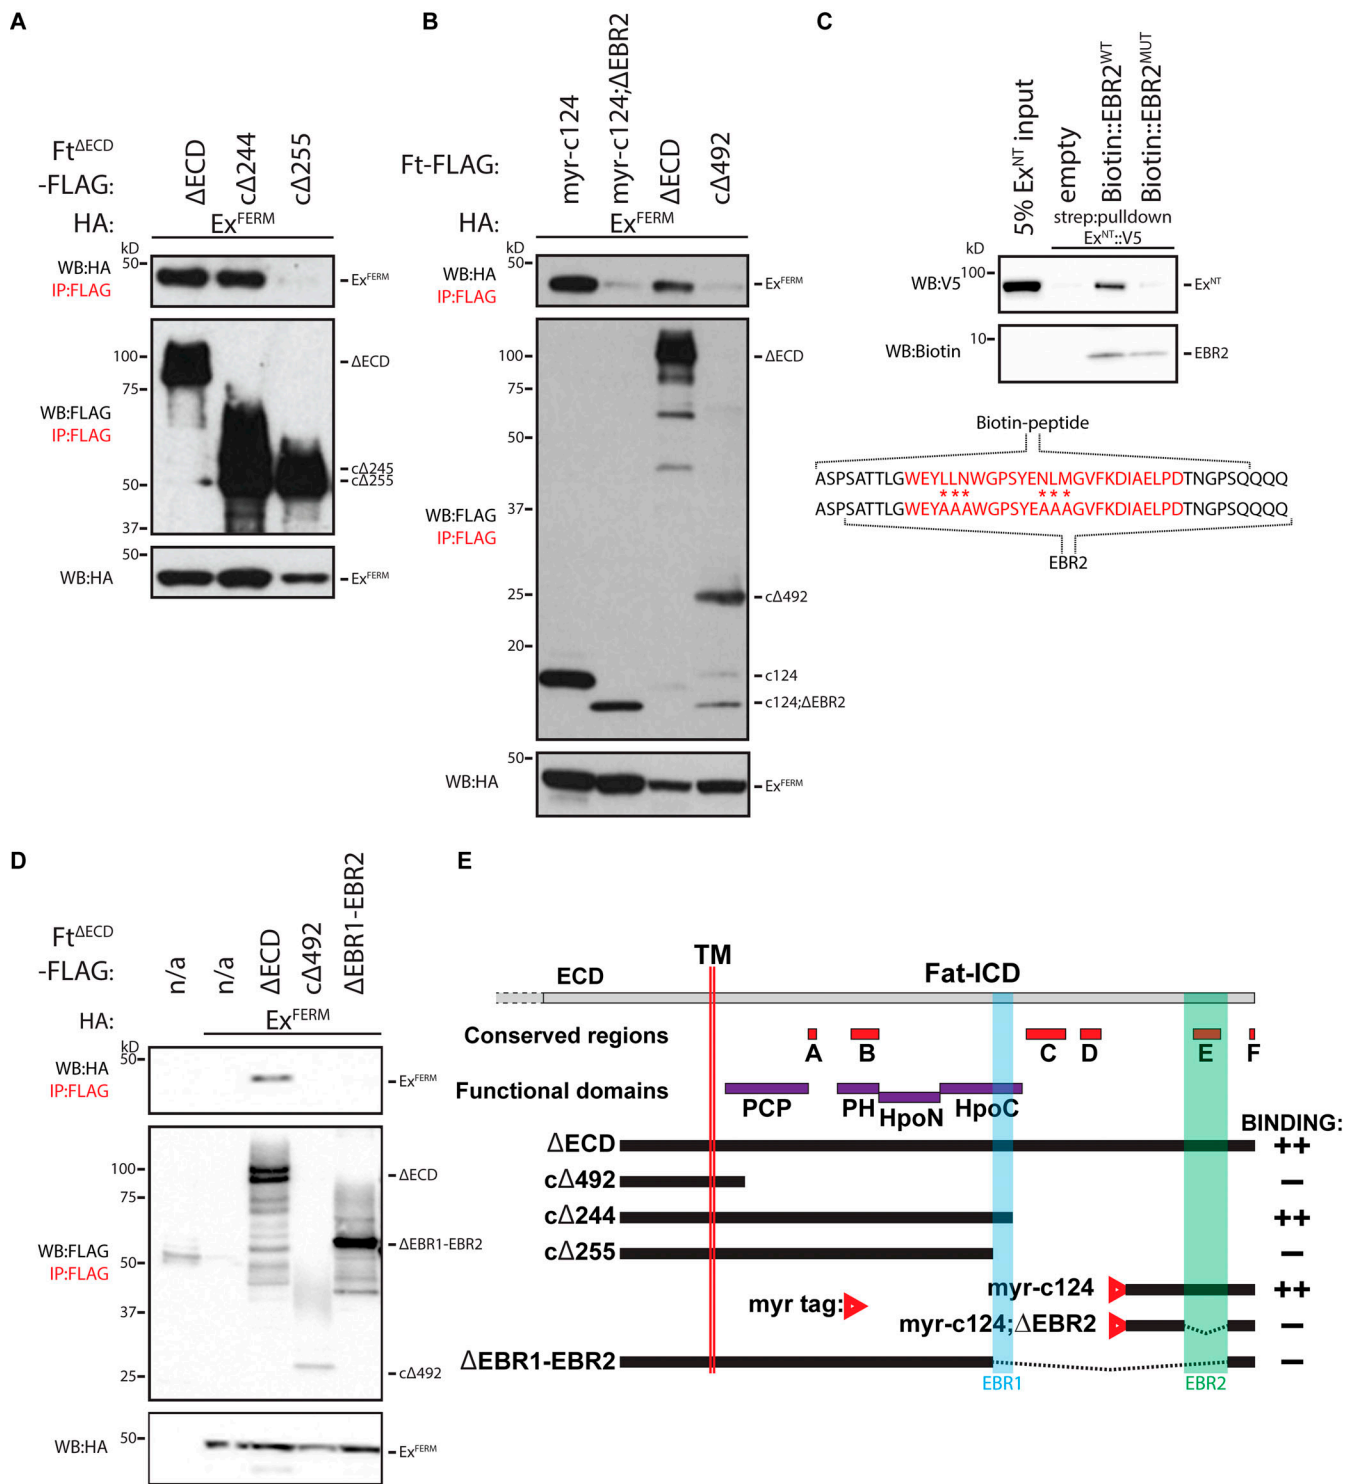 A
Ft^ΔECD
-FLAG:
ΔECD
cΔ244
cΔ255
HA:
Ex^FERM
kD
50
WB:HA
IP:FLAG
Ex^FERM
100
75
50
37
WB:FLAG
IP:FLAG
ΔECD
cΔ245
cΔ255
50
WB:HA
Ex^FERM
B
Ft-FLAG:
myr-c124
myr-c124;ΔEBR2
ΔECD
cΔ492
HA:
Ex^FERM
kD
50
WB:HA
IP:FLAG
Ex^FERM
100
75
50
37
25
20
WB:FLAG
IP:FLAG
ΔECD
cΔ492
c124
c124;ΔEBR2
50
WB:HA
Ex^FERM
C
5% Ex^NT input
empty
Biotin::EBR2^WT
Biotin::EBR2^MUT
strep:pulldown
Ex^NT::V5
kD
100
WB:V5
Ex^NT
10
WB:Biotin
EBR2
Biotin-peptide
ASPSATTLGWEYLLNWGPSYENLMGVFKDIAELPDTNGPSQQQQ
*** ***
ASPSATTLGWEYAAAWGPSYEAAAGVFKDIAELPDTNGPSQQQQ
EBR2
D
Ft^ΔECD
-FLAG:
n/a
n/a
ΔECD
cΔ492
ΔEBR1-EBR2
HA:
Ex^FERM
kD
50
WB:HA
IP:FLAG
Ex^FERM
100
75
50
37
25
WB:FLAG
IP:FLAG
ΔECD
ΔEBR1-EBR2
cΔ492
50
WB:HA
Ex^FERM
E
TM
ECD
Fat-ICD
Conserved regions
A B C D E F
Functional domains
PCP PH HpoN HpoC
BINDING:
ΔECD ++
cΔ492 −
cΔ244 ++
cΔ255 −
myr-c124 ++
myr tag:
myr-c124;ΔEBR2 −
ΔEBR1-EBR2 −
EBR1 EBR2